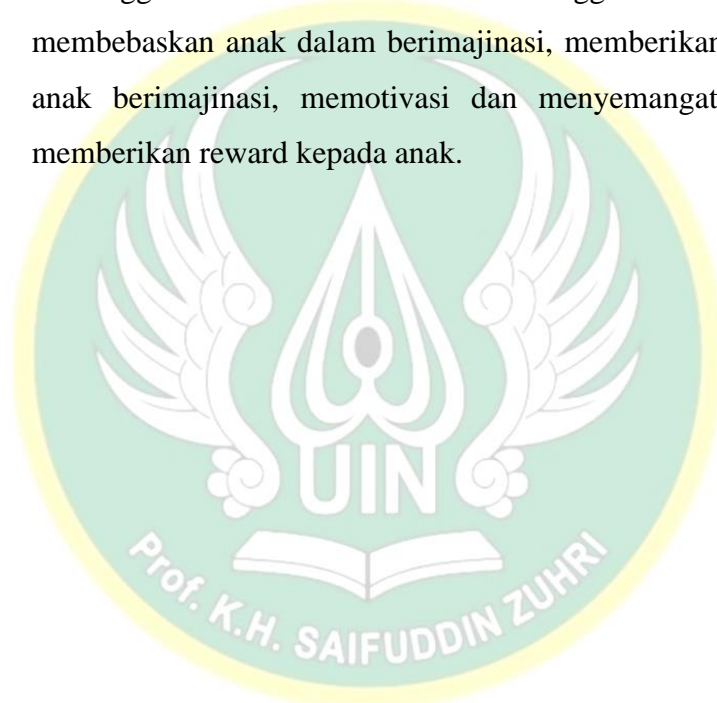 membebaskan anak dalam berimajinasi, memberikan
anak berimajinasi, memotivasi dan menyemangat
memberikan reward kepada anak.
UIN
Prof. K.H. SAIFUDDIN ZUHRI